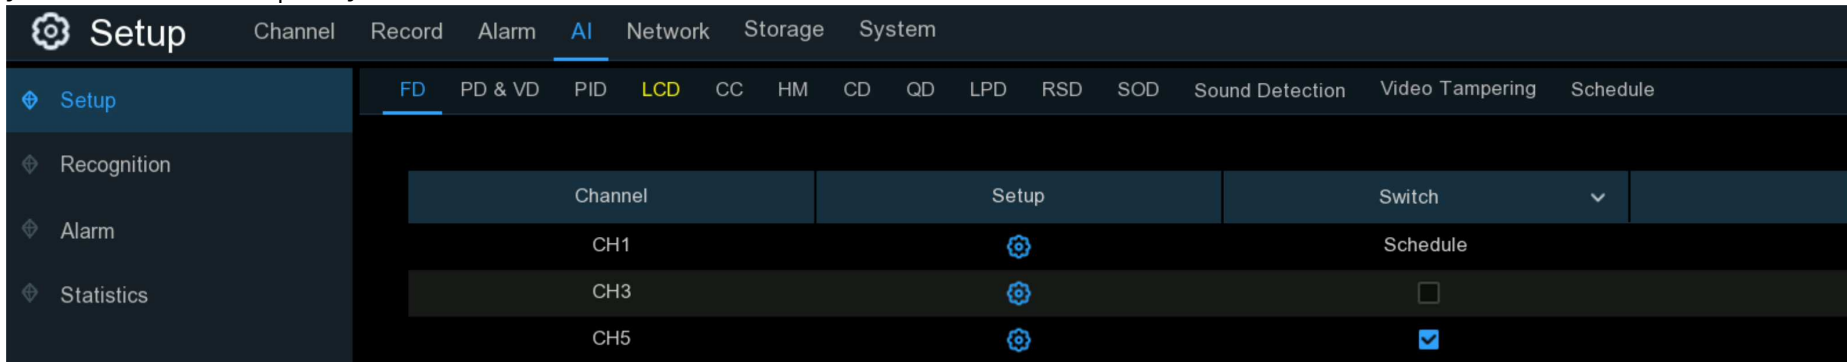 Setup Channel Record Alarm AI Network Storage System
Setup FD PD & VD PID LCD CC HM CD QD LPD RSD SOD Sound Detection Video Tampering Schedule
Recognition
Channel Setup Switch
Alarm
CH1 Schedule
Statistics
CH3
CH5